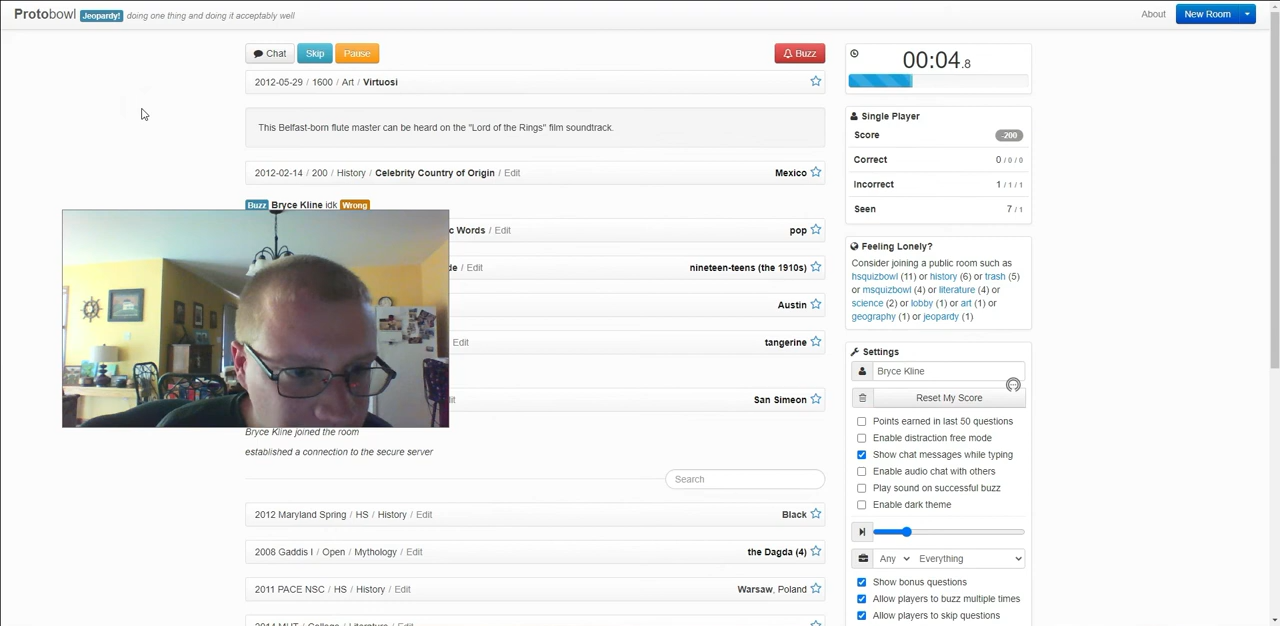 Protobowl Jeopardy! doing one thing and doing it acceptably well
About New Room
Chat Skip Pause Buzz
2012-05-29 / 1600 / Art / Virtuosi
This Belfast-born flute master can be heard on the "Lord of the Rings" film soundtrack.
2012-02-14 / 200 / History / Celebrity Country of Origin / Edit Mexico
Buzz Bryce Kline idk Wrong
c Words / Edit pop
de / Edit nineteen-teens (the 1910s)
Austin
Edit tangerine
it San Simeon
Bryce Kline joined the room
established a connection to the secure server
Search
2012 Maryland Spring / HS / History / Edit Black
2008 Gaddis I / Open / Mythology / Edit the Dagda (4)
2011 PACE NSC / HS / History / Edit Warsaw, Poland
00:04.8
Single Player
Score -200
Correct 0 / 0 / 0
Incorrect 1 / 1 / 1
Seen 7 / 1
Feeling Lonely?
Consider joining a public room such as
hsquizbowl (11) or history (6) or trash (5)
or msquizbowl (4) or literature (4) or
science (2) or lobby (1) or art (1) or
geography (1) or jeopardy (1)
Settings
Bryce Kline
Reset My Score
Points earned in last 50 questions
Enable distraction free mode
Show chat messages while typing
Enable audio chat with others
Play sound on successful buzz
Enable dark theme
Any Everything
Show bonus questions
Allow players to buzz multiple times
Allow players to skip questions